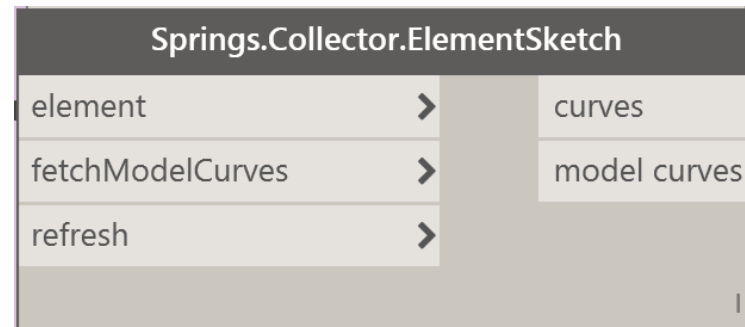 Springs.Collector.ElementSketch
element
curves
fetchModelCurves
model curves
refresh